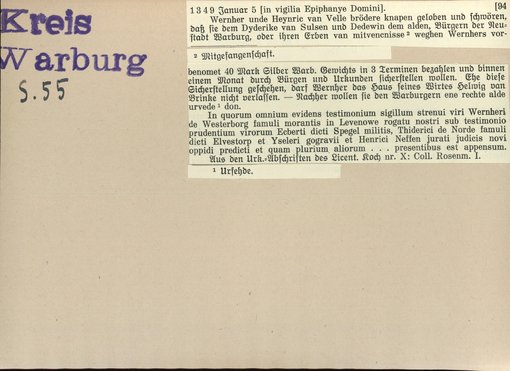 Kreis
Warburg
S. 55
1349 Januar 5 [in vigilia Epiphanye Domini]. [94
Wernher unde Heynric van Velle brödere knapen geloben und schwören,
daß sie dem Dyderike van Sulsen und Dedewin dem alden, Bürgern der Neu-
stadt Warburg, oder ihren Erben van mitvencnisse ² weghen Wernhers vor-
² Mitgefangenschaft.
benomet 40 Mark Silber Warb. Gewichts in 3 Terminen bezahlen und binnen
einem Monat durch Bürgen und Urkunden sicherstellen wollen. Ehe diese
Sicherstellung geschehen, darf Wernher das Haus seines Wirtes Helwig van
Brinke nicht verlassen. — Nachher wollen sie den Warburgern ene rechte alde
urvede ¹ don.
In quorum omnium evidens testimonium sigillum strenui viri Wernheri
de Westerborg famuli morantis in Levenowe rogatu nostri sub testimonio
prudentium virorum Ecberti dicti Spegel militis, Thiderici de Norde famuli
dicti Elvestorp et Yseleri gogravii et Henrici Neffen jurati judicis novi
oppidi predicti et quam plurium aliorum . . . presentibus est appensum.
Aus den Urk.-Abschriften des Licent. Koch nr. X: Coll. Rosenm. I.
¹ Urfehde.